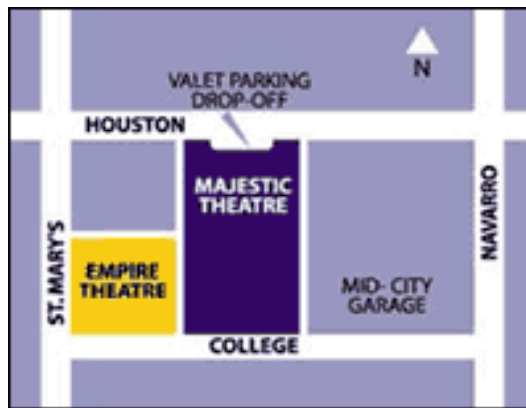 N
VALET PARKING
DROP-OFF
HOUSTON
MAJESTIC
THEATRE
ST. MARY'S
NAVARRO
EMPIRE
THEATRE
MID- CITY
GARAGE
COLLEGE